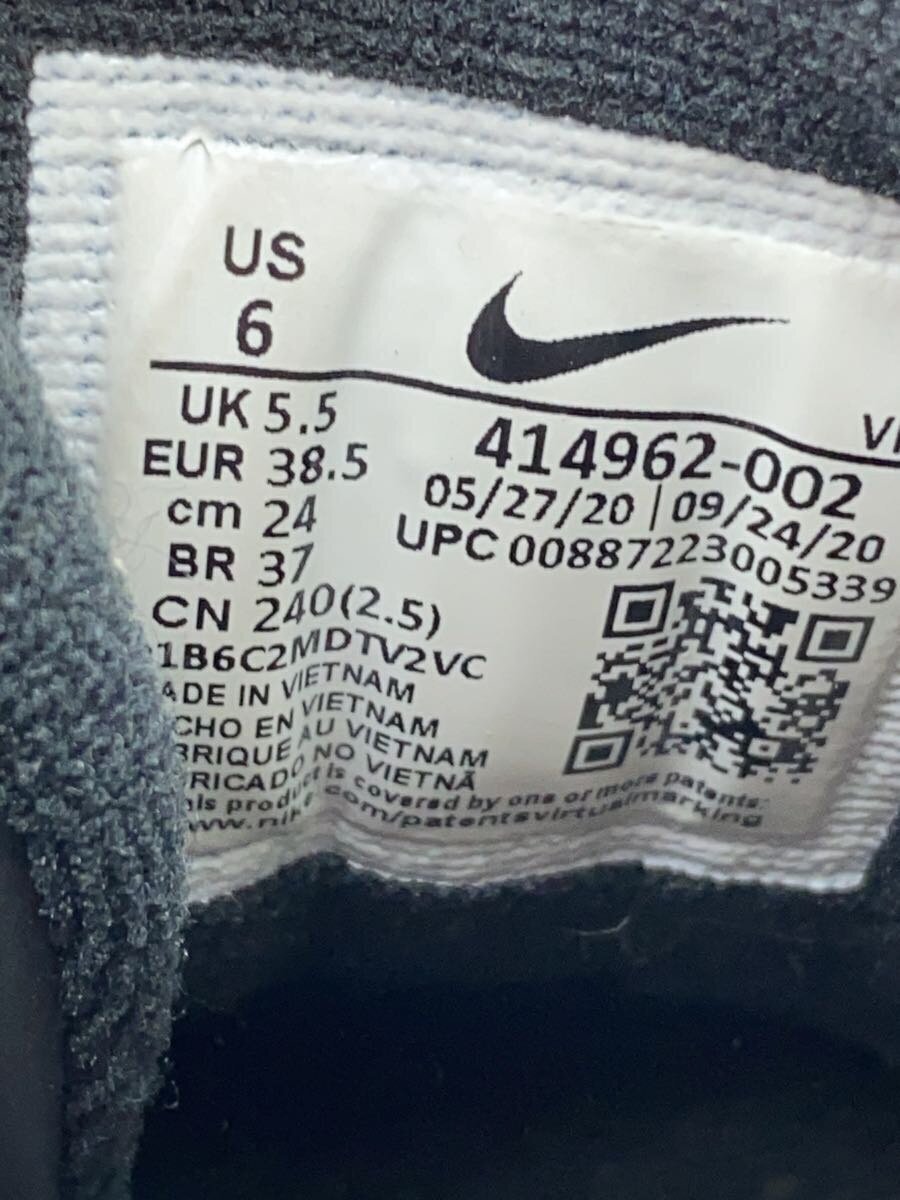 US
6
UK 5.5
EUR 38.5
cm 24
BR 37
CN 240(2.5)
1B6C2MDTV2VC
ADE IN VIETNAM
CHO EN VIETNAM
BRIQUE AU VIETNAM
RICADO NO VIETNÃ
his product is covered by one or more patents:
www.nike.com/patentsvirtualmarking
VI
414962-002
05/27/20 | 09/24/20
UPC 00887223005339